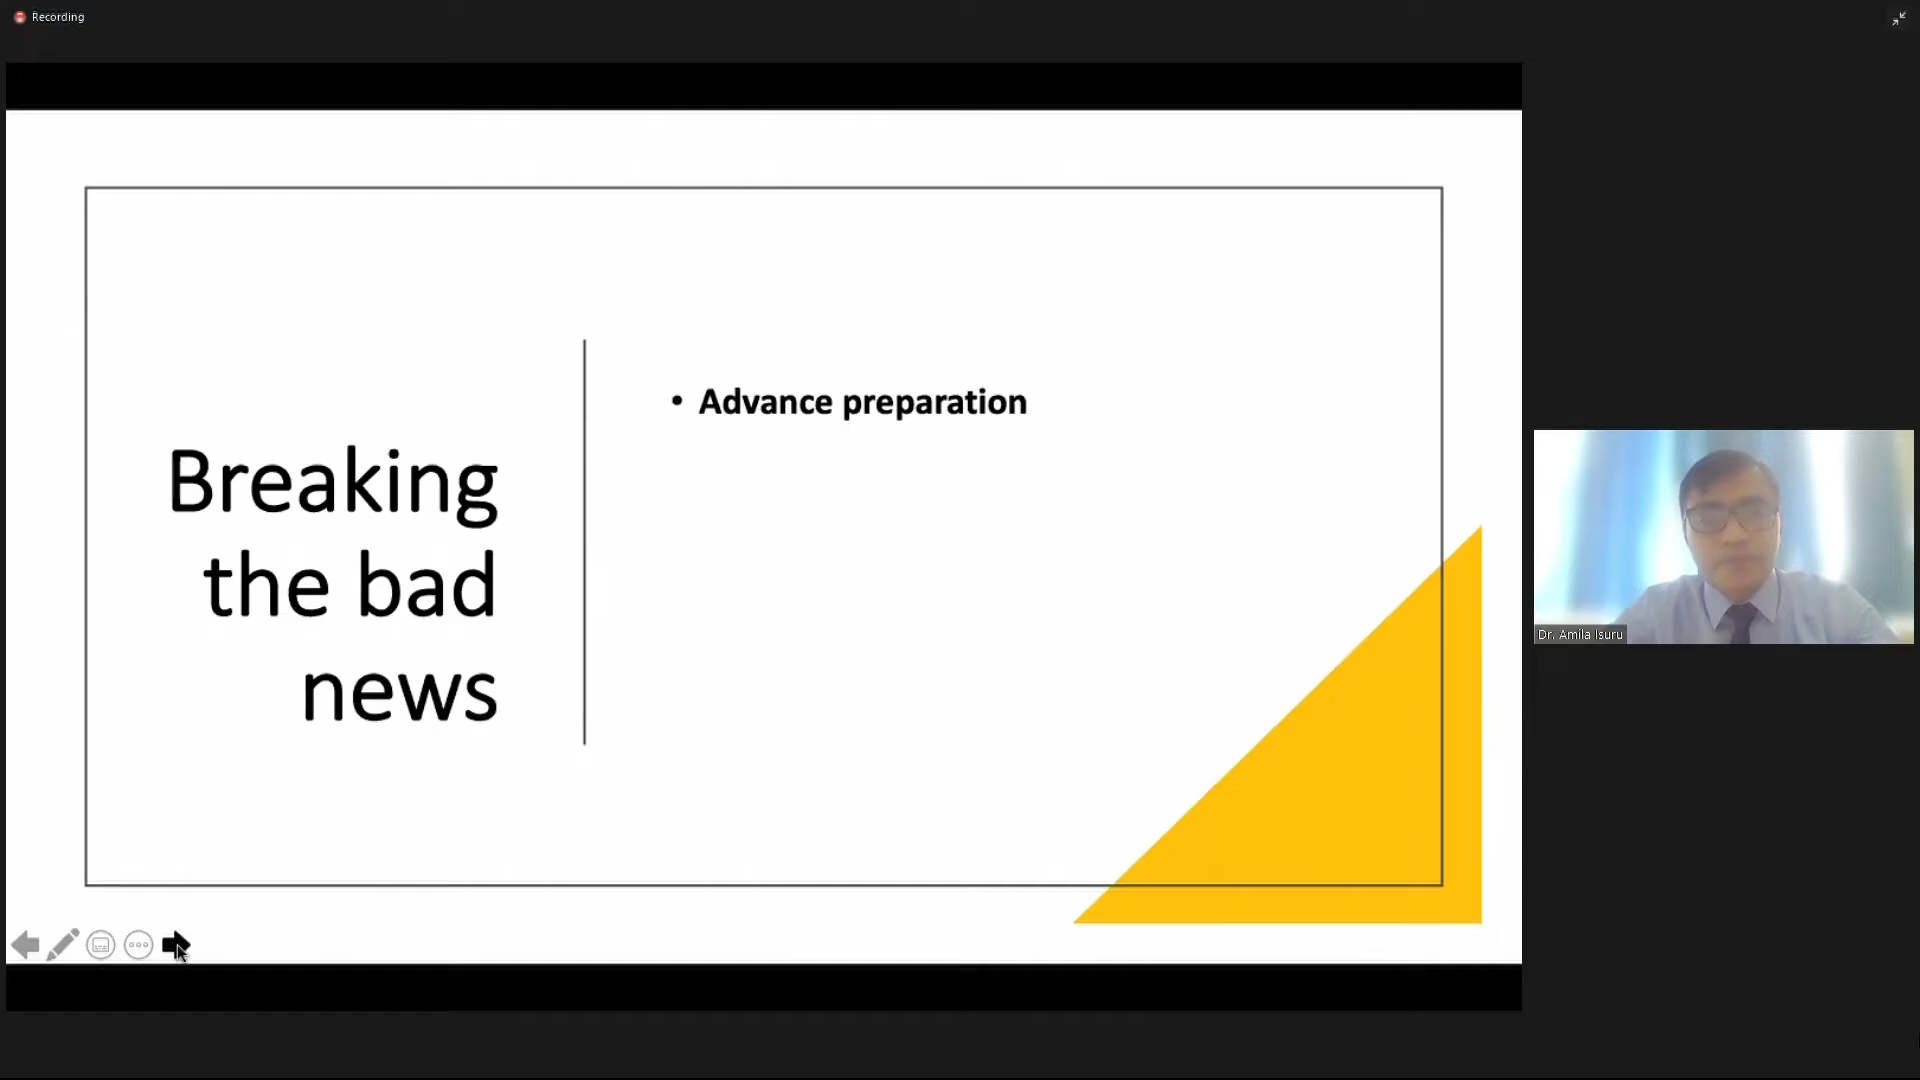 Recording
Breaking
the bad
news
• Advance preparation
Dr. Amila Isuru